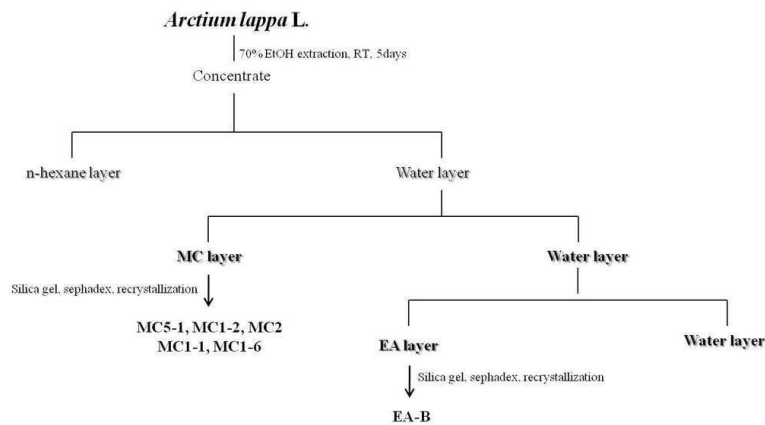 Arctium lappa L.
70% EtOH extraction, RT, 5days
Concentrate
n-hexane layer
Water layer
MC layer
Water layer
Silica gel, sephadex, recrystallization
MC5-1, MC1-2, MC2
MC1-1, MC1-6
EA layer
Water layer
Silica gel, sephadex, recrystallization
EA-B